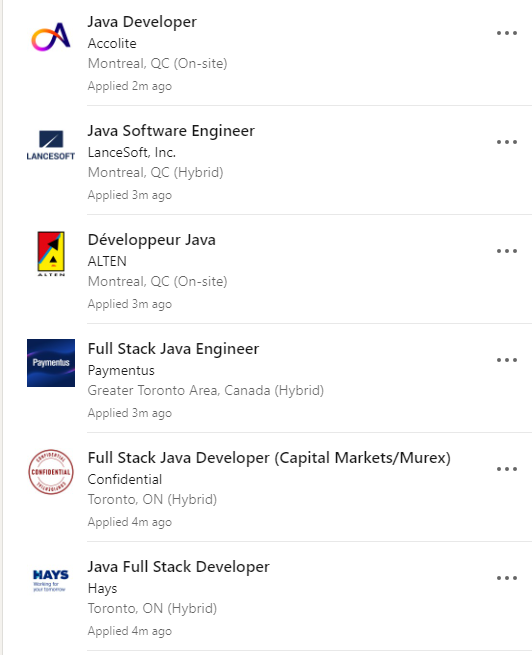 Java Developer
Accolite
Montreal, QC (On-site)
Applied 2m ago
LANCESOFT
Java Software Engineer
LanceSoft, Inc.
Montreal, QC (Hybrid)
Applied 3m ago
ALTEN
Développeur Java
ALTEN
Montreal, QC (On-site)
Applied 3m ago
Paymentus
Full Stack Java Engineer
Paymentus
Greater Toronto Area, Canada (Hybrid)
Applied 3m ago
CONFIDENTIAL
CONFIDENTIAL
Full Stack Java Developer (Capital Markets/Murex)
Confidential
Toronto, ON (Hybrid)
Applied 4m ago
HAYS
Working for
your tomorrow
Java Full Stack Developer
Hays
Toronto, ON (Hybrid)
Applied 4m ago